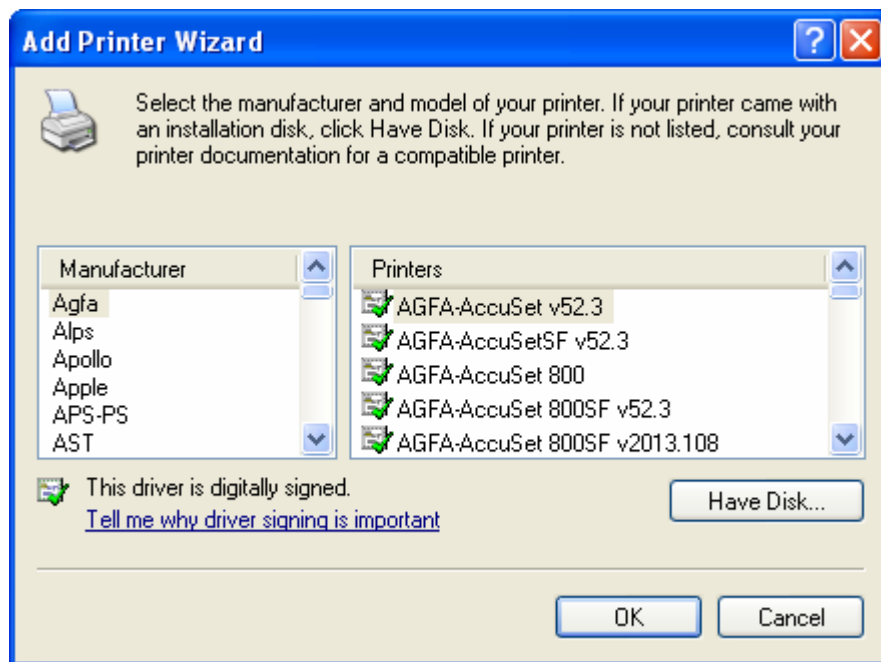 Add Printer Wizard
Select the manufacturer and model of your printer. If your printer came with
an installation disk, click Have Disk. If your printer is not listed, consult your
printer documentation for a compatible printer.
Manufacturer
Agfa
Alps
Apollo
Apple
APS-PS
AST
Printers
AGFA-AccuSet v52.3
AGFA-AccuSetSF v52.3
AGFA-AccuSet 800
AGFA-AccuSet 800SF v52.3
AGFA-AccuSet 800SF v2013.108
This driver is digitally signed.
Tell me why driver signing is important
Have Disk...
OK
Cancel